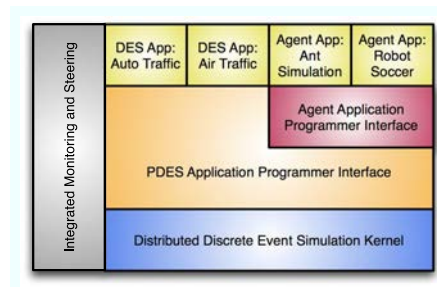 Integrated Monitoring and Steering
DES App:
Auto Traffic
DES App:
Air Traffic
Agent App:
Ant
Simulation
Agent App:
Robot
Soccer
Agent Application
Programmer Interface
PDES Application Programmer Interface
Distributed Discrete Event Simulation Kernel